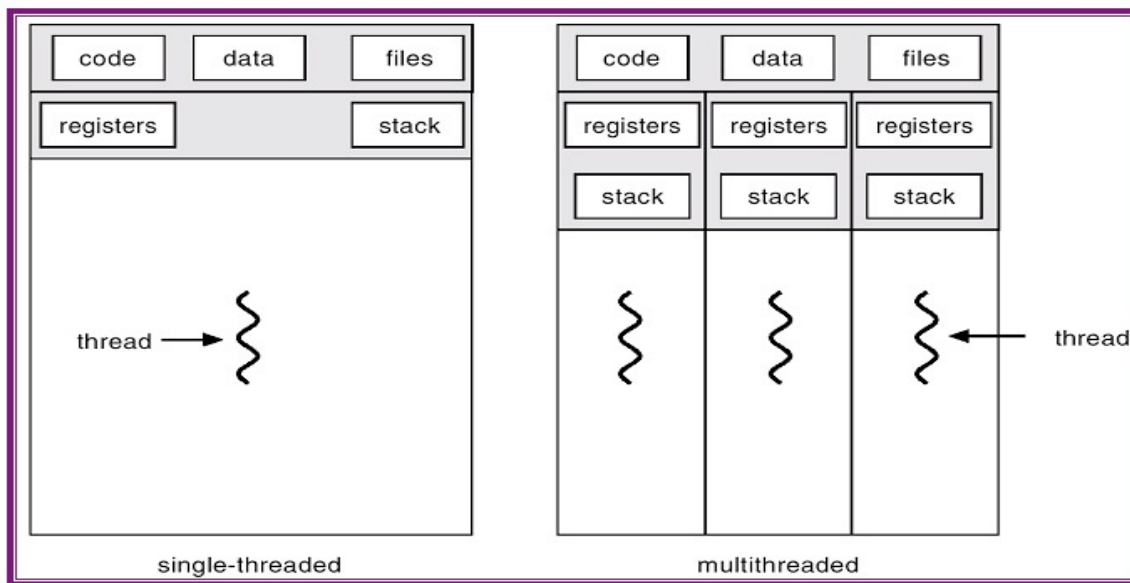 code data files
registers stack
thread
single-threaded
code data files
registers registers registers
stack stack stack
thread
multithreaded